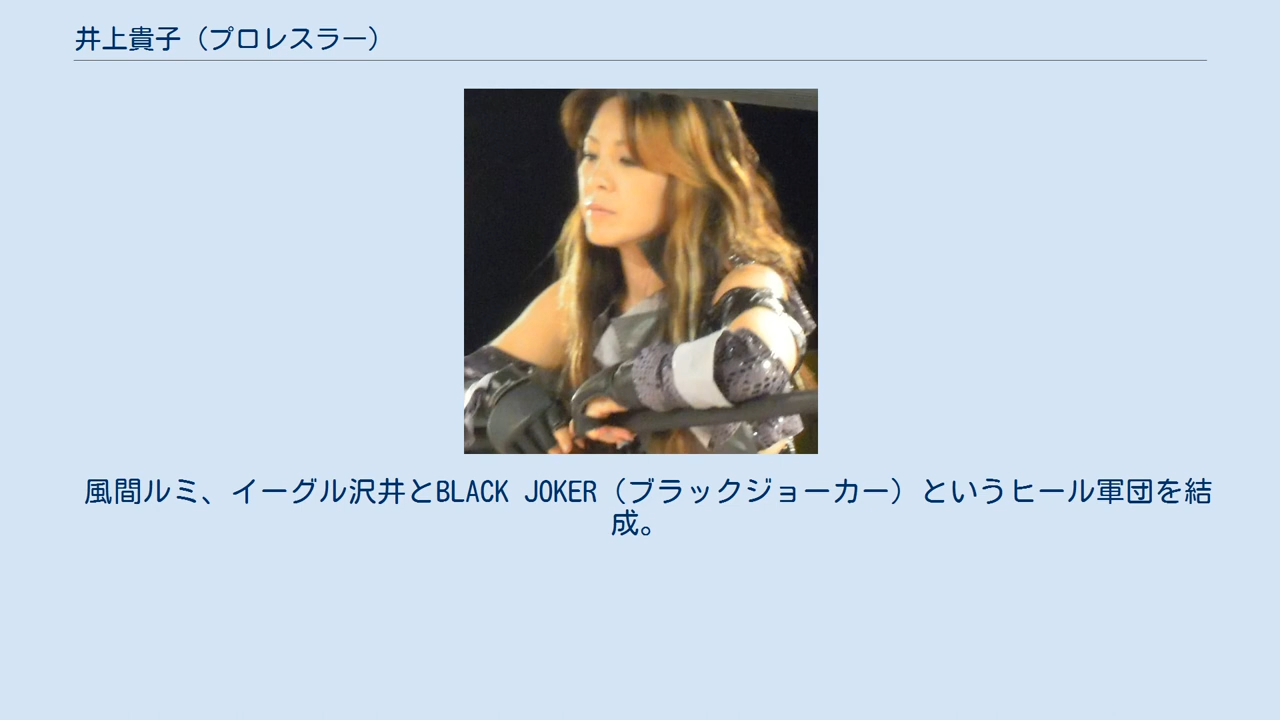 井上貴子（プロレスラー）
風間ルミ、イーグル沢井とBLACK JOKER（ブラックジョーカー）というヒール軍団を結
成。